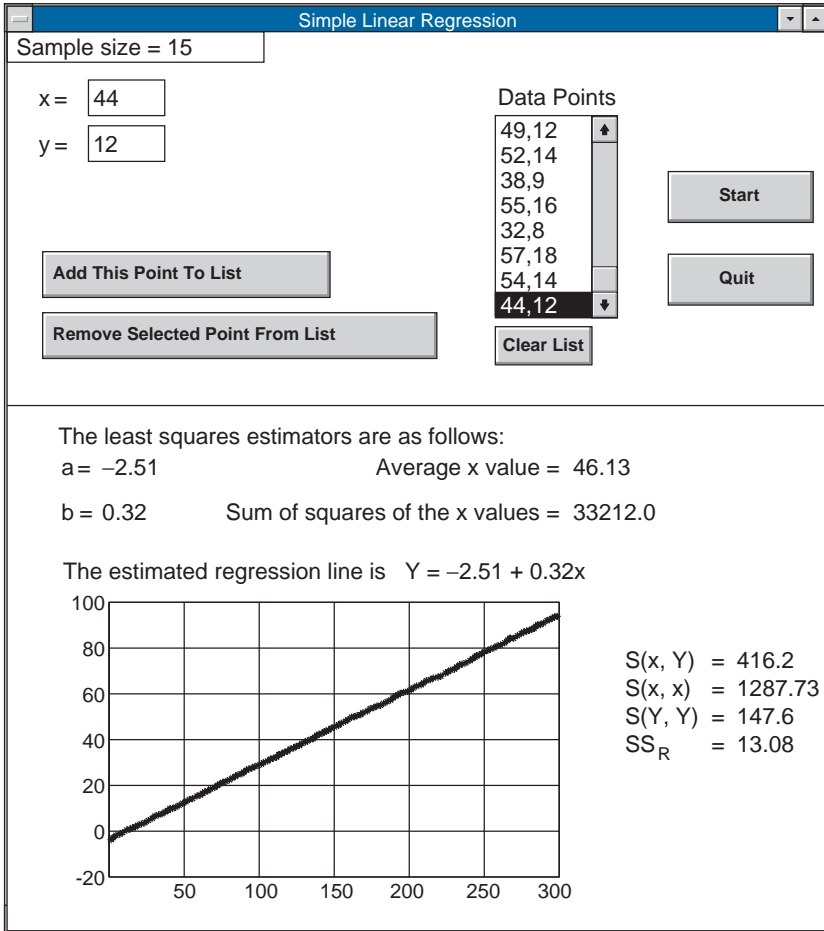 Simple Linear Regression
Sample size = 15
x = 44
y = 12
Data Points
49,12
52,14
38,9
55,16
32,8
57,18
54,14
44,12
Start
Quit
Add This Point To List
Remove Selected Point From List
Clear List
The least squares estimators are as follows:
a = −2.51 Average x value = 46.13
b = 0.32 Sum of squares of the x values = 33212.0
The estimated regression line is Y = −2.51 + 0.32x
100
80
60
40
20
0
-20
50 100 150 200 250 300
S(x, Y) = 416.2
S(x, x) = 1287.73
S(Y, Y) = 147.6
SS_R = 13.08